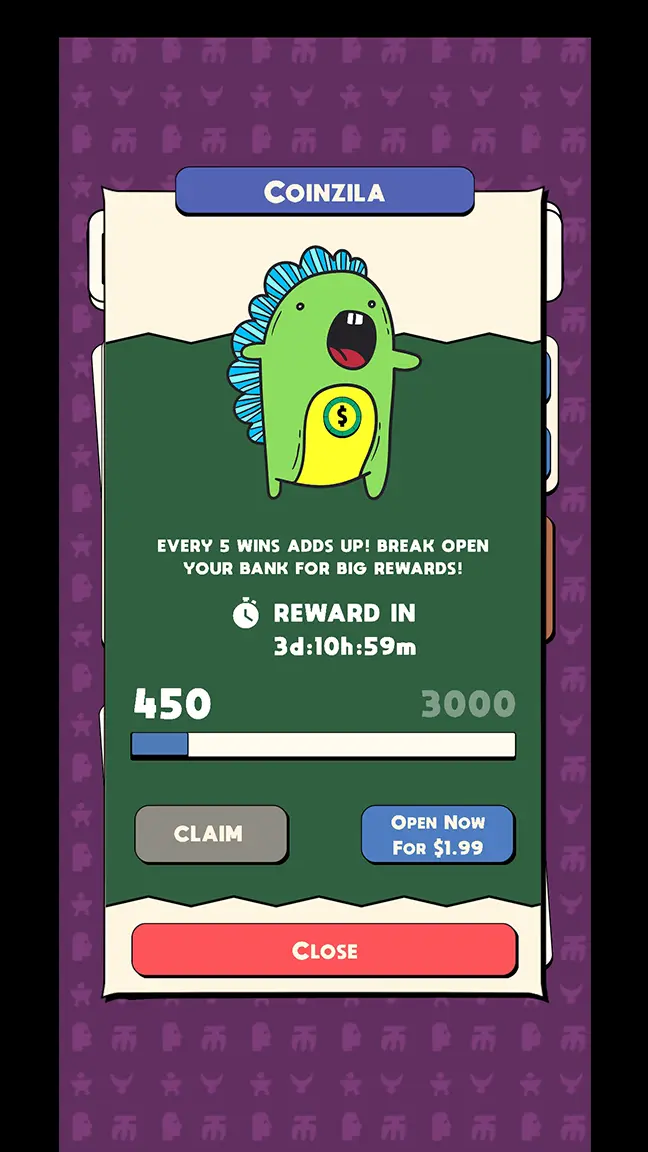 Coinzila
$
EVERY 5 WINS ADDS UP! BREAK OPEN
YOUR BANK FOR BIG REWARDS!
REWARD IN
3d:10h:59m
450 3000
CLAIM
Open Now
For $1.99
Close